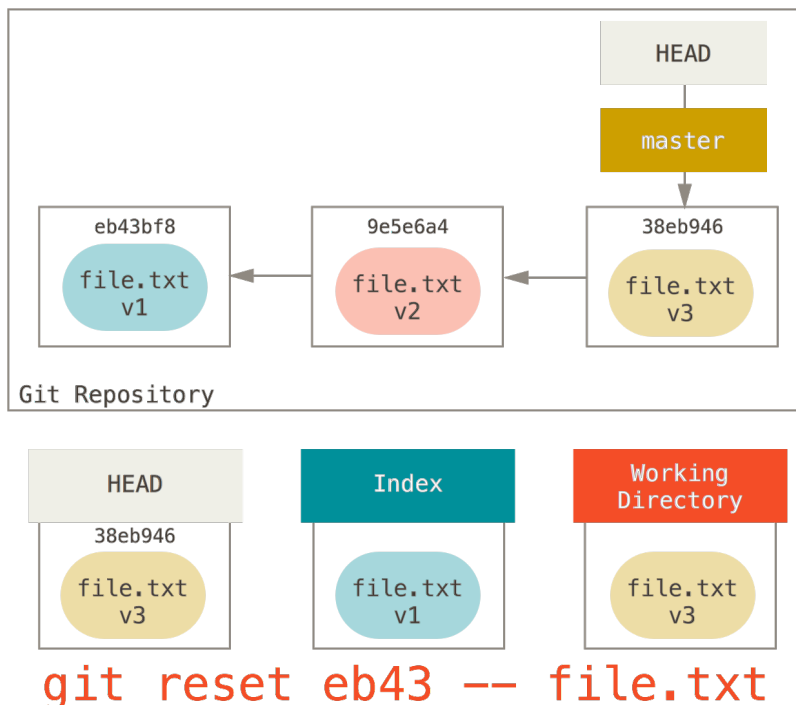 HEAD
master
eb43bf8
9e5e6a4
38eb946
file.txt
v1
file.txt
v2
file.txt
v3
Git Repository
HEAD
Index
Working
Directory
38eb946
file.txt
v3
file.txt
v1
file.txt
v3
git reset eb43 -- file.txt